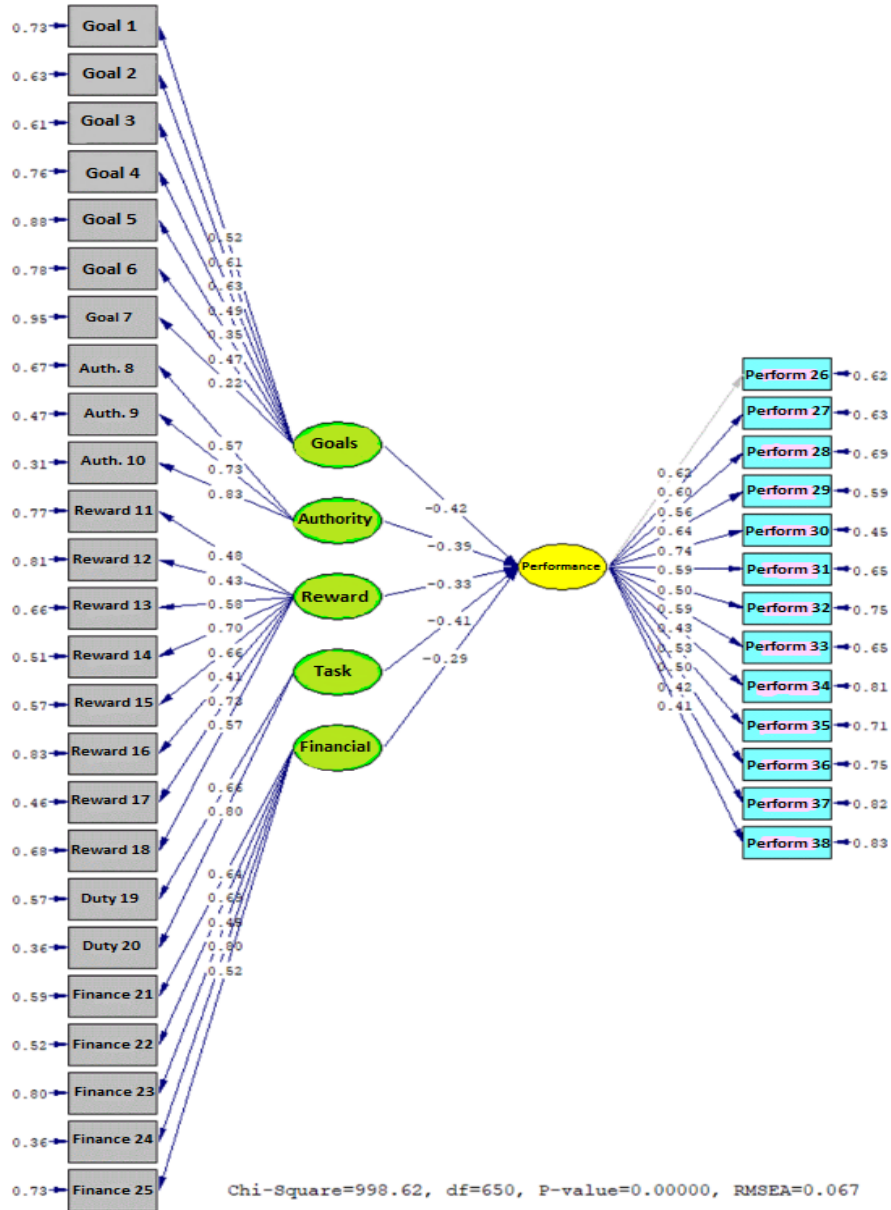 0.73 Goal 1
0.63 Goal 2
0.61 Goal 3
0.76 Goal 4
0.88 Goal 5
0.78 Goal 6
0.95 Goal 7
0.67 Auth. 8
0.47 Auth. 9
0.31 Auth. 10
0.77 Reward 11
0.81 Reward 12
0.66 Reward 13
0.51 Reward 14
0.57 Reward 15
0.83 Reward 16
0.46 Reward 17
0.68 Reward 18
0.57 Duty 19
0.36 Duty 20
0.59 Finance 21
0.52 Finance 22
0.80 Finance 23
0.36 Finance 24
0.73 Finance 25
0.52
0.61
0.63
0.49
0.35
0.47
0.22
0.57
0.73
0.83
0.48
0.43
0.58
0.70
0.66
0.41
0.73
0.57
0.66
0.80
0.64
0.69
0.80
0.52
Goals
Authority
Reward
Task
Financial
-0.42
-0.39
-0.33
-0.41
-0.29
Performance
0.62
0.60
0.56
0.64
0.74
0.59
0.50
0.59
0.43
0.53
0.50
0.42
0.41
Perform 26 0.62
Perform 27 0.63
Perform 28 0.69
Perform 29 0.59
Perform 30 0.45
Perform 31 0.65
Perform 32 0.75
Perform 33 0.65
Perform 34 0.81
Perform 35 0.71
Perform 36 0.75
Perform 37 0.82
Perform 38 0.83
Chi-Square=998.62, df=650, P-value=0.00000, RMSEA=0.067